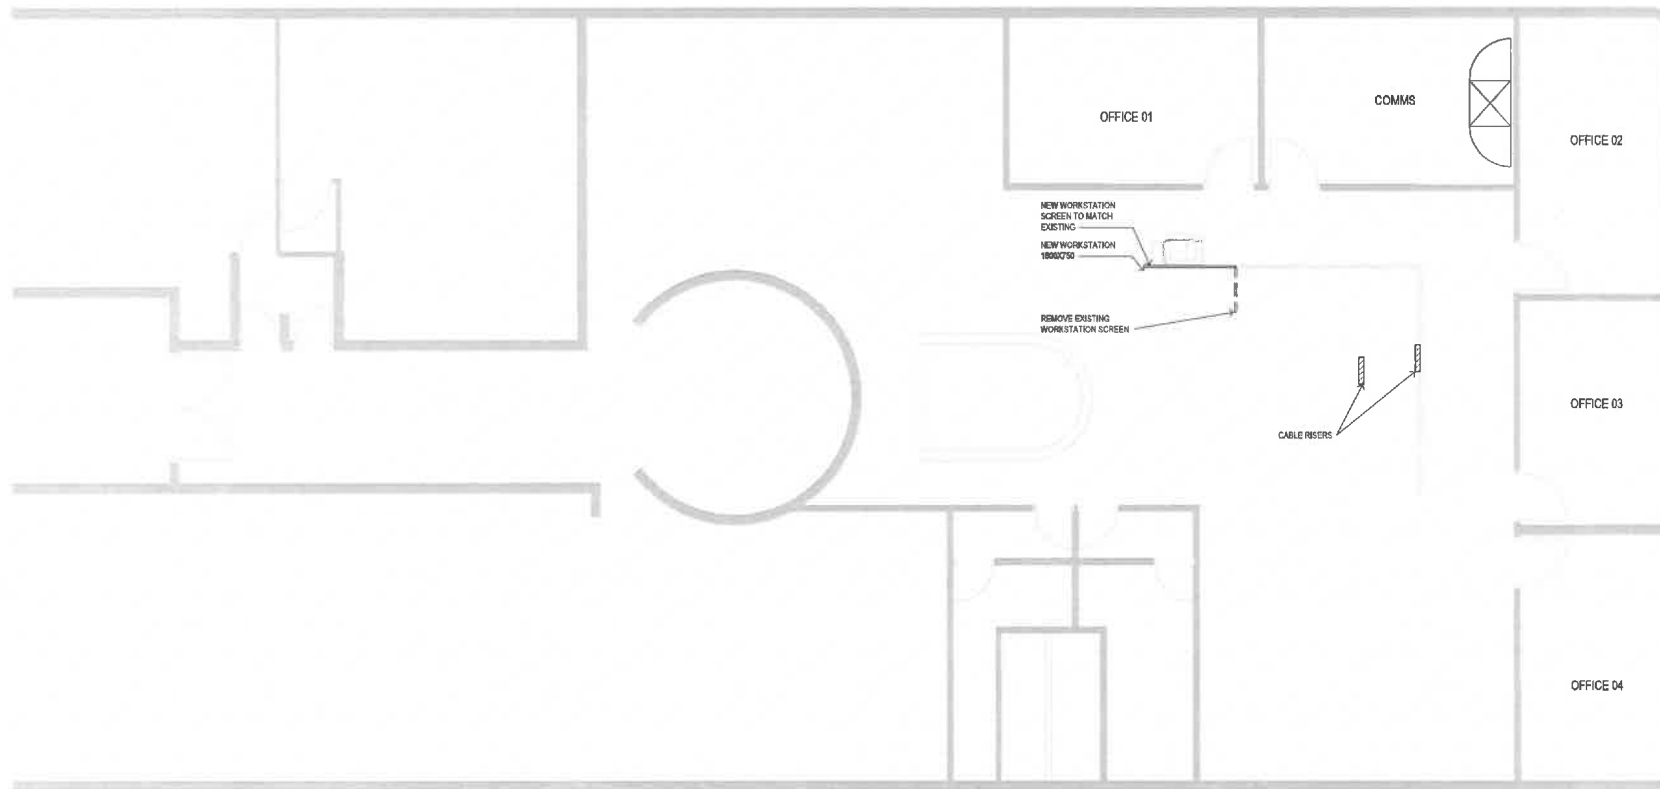 OFFICE 01
COMMS
OFFICE 02
NEW WORKSTATION
SCREEN TO MATCH
EXISTING
NEW WORKSTATION
1800X750
REMOVE EXISTING
WORKSTATION SCREEN
OFFICE 03
CABLE RISERS
OFFICE 04